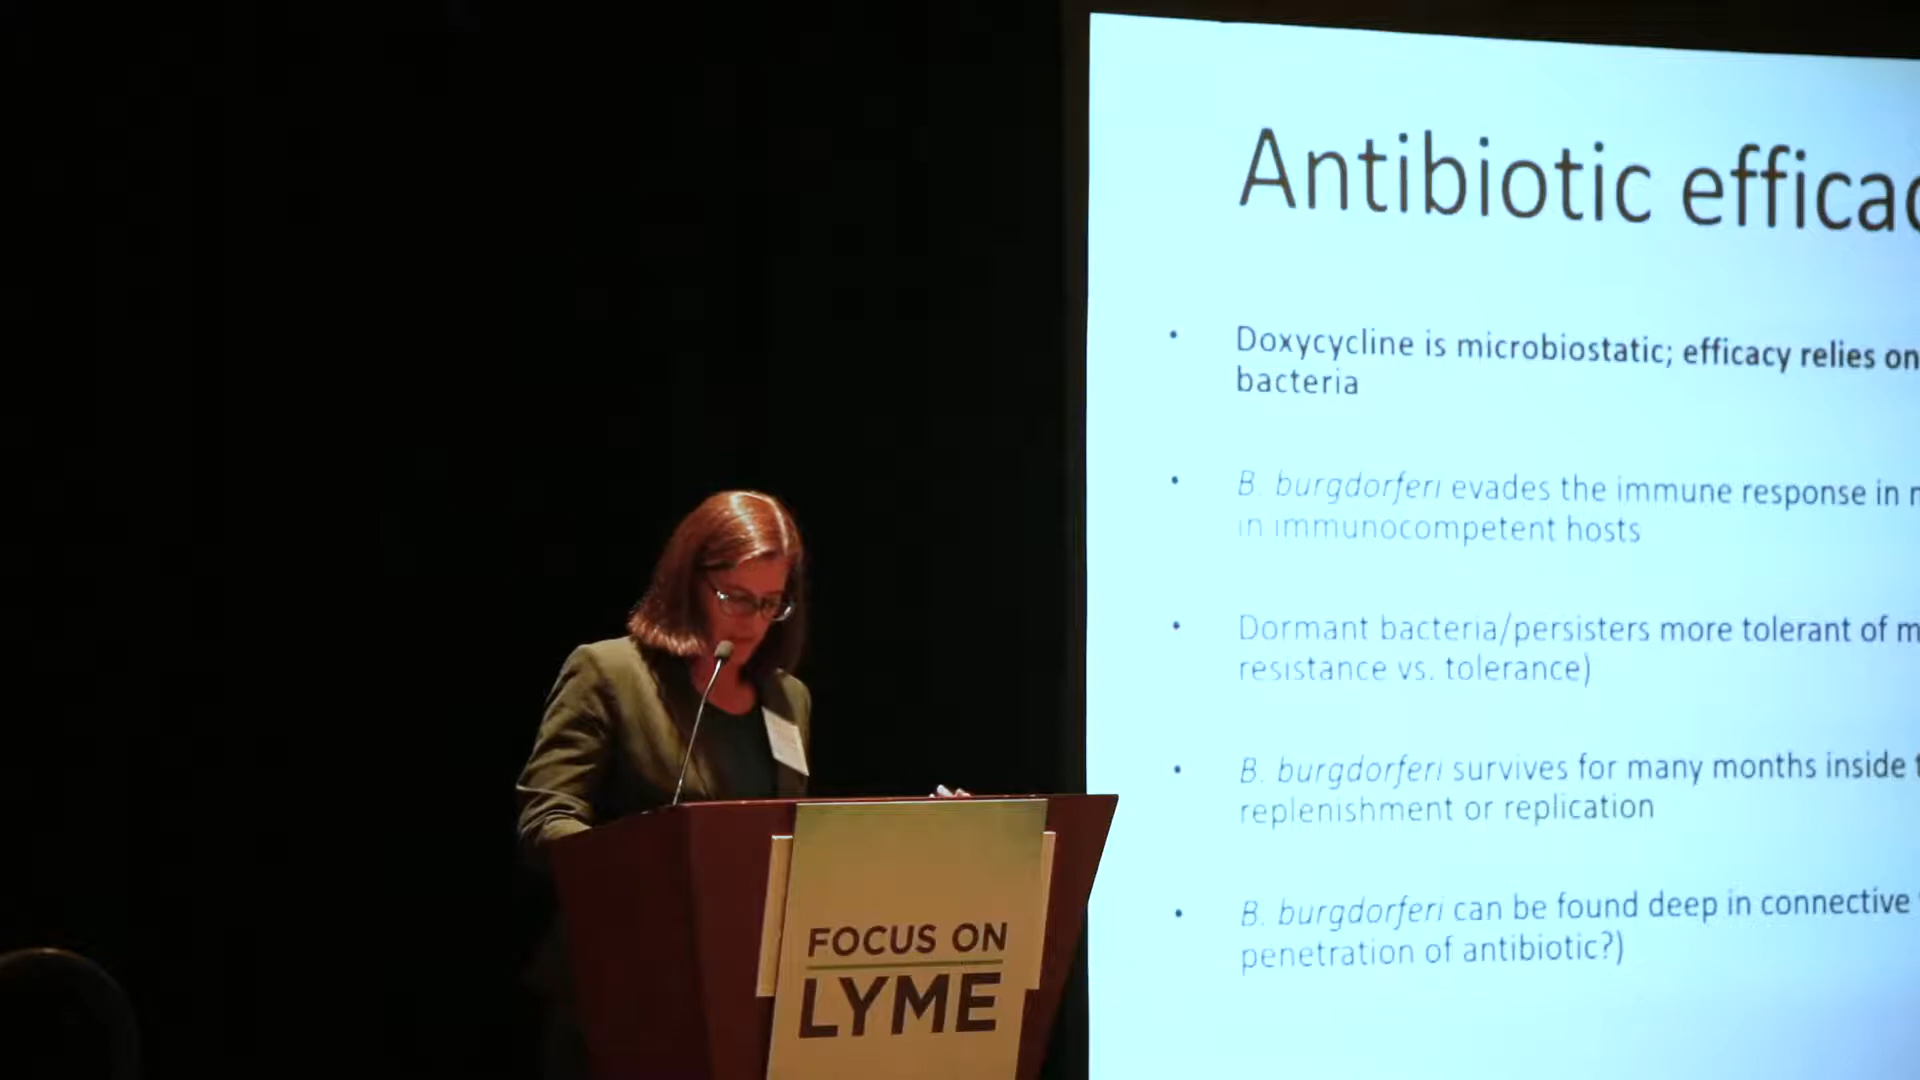 Antibiotic efficac
• Doxycycline is microbiostatic; efficacy relies on
bacteria
• B. burgdorferi evades the immune response in
in immunocompetent hosts
• Dormant bacteria/persisters more tolerant of
resistance vs. tolerance)
• B. burgdorferi survives for many months inside
replenishment or replication
• B. burgdorferi can be found deep in connective
penetration of antibiotic?)
FOCUS ON
LYME